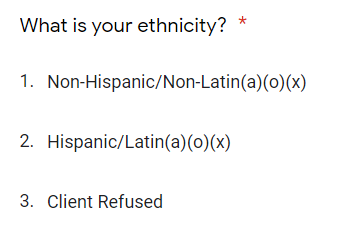 What is your ethnicity? *
1. Non-Hispanic/Non-Latin(a)(o)(x)
2. Hispanic/Latin(a)(o)(x)
3. Client Refused